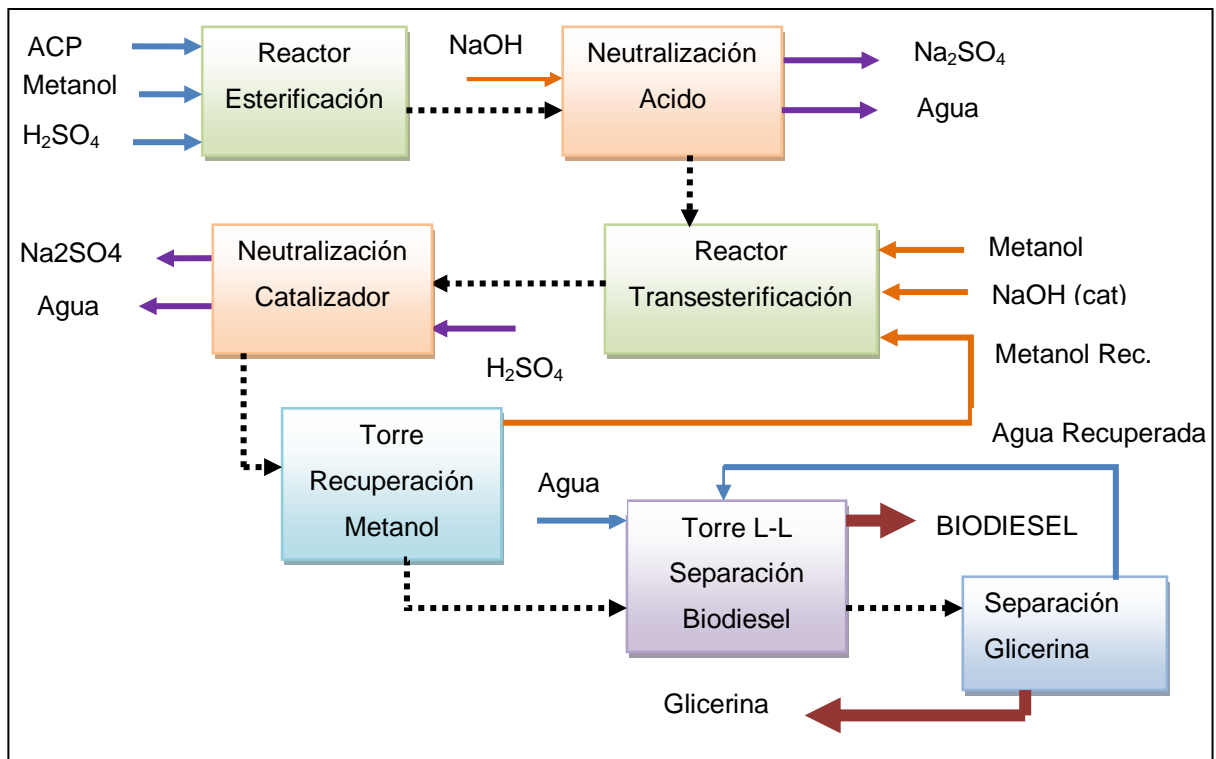 ACP
Metanol
H₂SO₄
Reactor
Esterificación
NaOH
Neutralización
Acido
Na₂SO₄
Agua
Na2SO4
Agua
Neutralización
Catalizador
H₂SO₄
Reactor
Transesterificación
Metanol
NaOH (cat)
Metanol Rec.
Torre
Recuperación
Metanol
Agua Recuperada
Agua
Torre L-L
Separación
Biodiesel
BIODIESEL
Separación
Glicerina
Glicerina